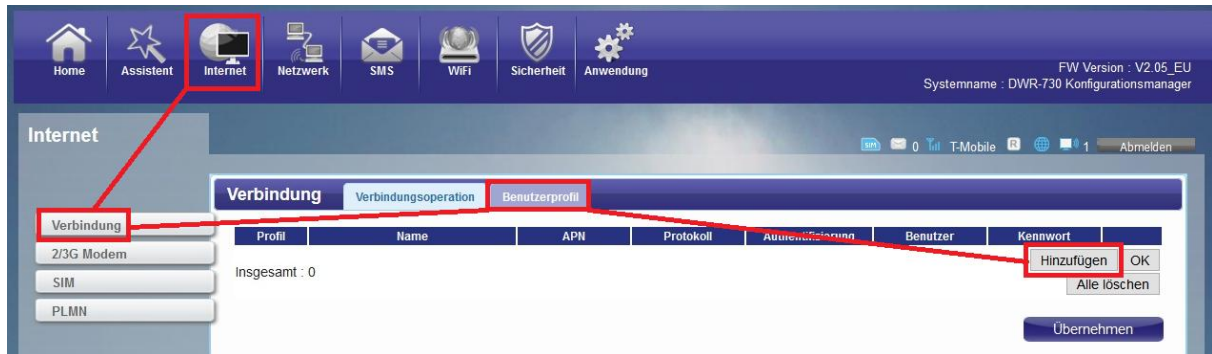 Home Assistent Internet Netzwerk SMS WiFi Sicherheit Anwendung
FW Version : V2.05_EU
Systemname : DWR-730 Konfigurationsmanager
Internet
SIM 0 T-Mobile R 1 Abmelden
Verbindung Verbindungsoperation Benutzerprofil
Verbindung
2/3G Modem
SIM
PLMN
Profil Name APN Protokoll Authentifizierung Benutzer Kennwort
Insgesamt : 0
Hinzufügen OK
Alle löschen
Übernehmen